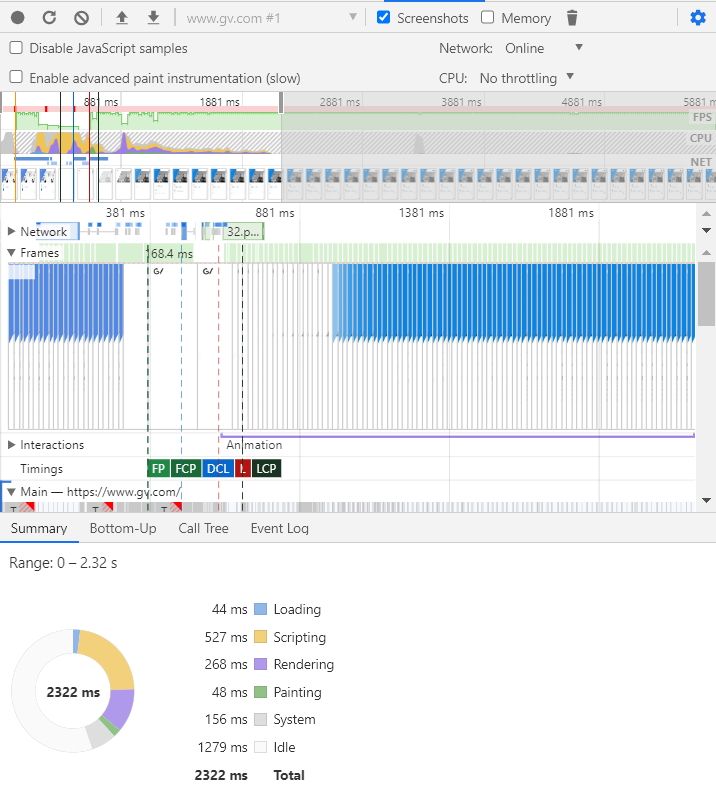 www.gv.com #1 Screenshots Memory
Disable JavaScript samples Network: Online
Enable advanced paint instrumentation (slow) CPU: No throttling
881 ms 1881 ms 2881 ms 3881 ms 4881 ms 5881 m
FPS
CPU
NET
381 ms 881 ms 1381 ms 1881 ms
Network 32.p...
Frames 168.4 ms
G/ G/
Interactions Animation
Timings FP FCP DCL L LCP
Main — https://www.gv.com/
T T T
Summary Bottom-Up Call Tree Event Log
Range: 0 – 2.32 s
44 ms Loading
527 ms Scripting
268 ms Rendering
2322 ms
48 ms Painting
156 ms System
1279 ms Idle
2322 ms Total